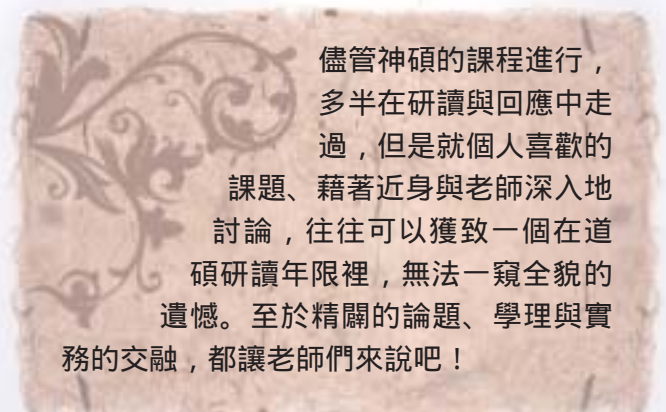 儘管神碩的課程進行，
多半在研讀與回應中走
過，但是就個人喜歡的
課題、藉著近身與老師深入地
討論，往往可以獲致一個在道
碩研讀年限裡，無法一窺全貌的
遺憾。至於精闢的論題、學理與實
務的交融，都讓老師們來說吧！